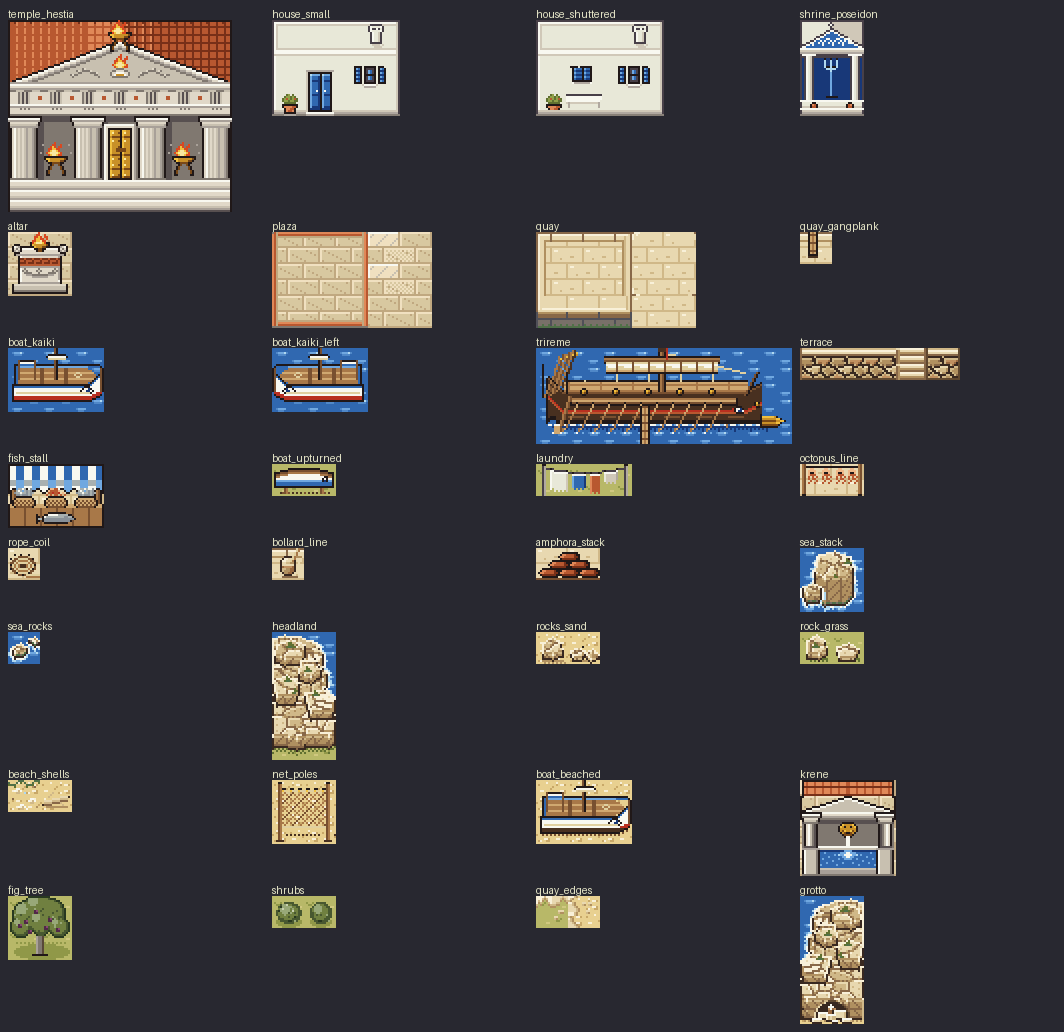 temple_hestia house_small house_shuttered shrine_poseidon
altar plaza quay quay_gangplank
boat_kaiki boat_kaiki_left trireme terrace
fish_stall boat_upturned laundry octopus_line
rope_coil bollard_line amphora_stack sea_stack
sea_rocks headland rocks_sand rock_grass
beach_shells net_poles boat_beached krene
fig_tree shrubs quay_edges grotto